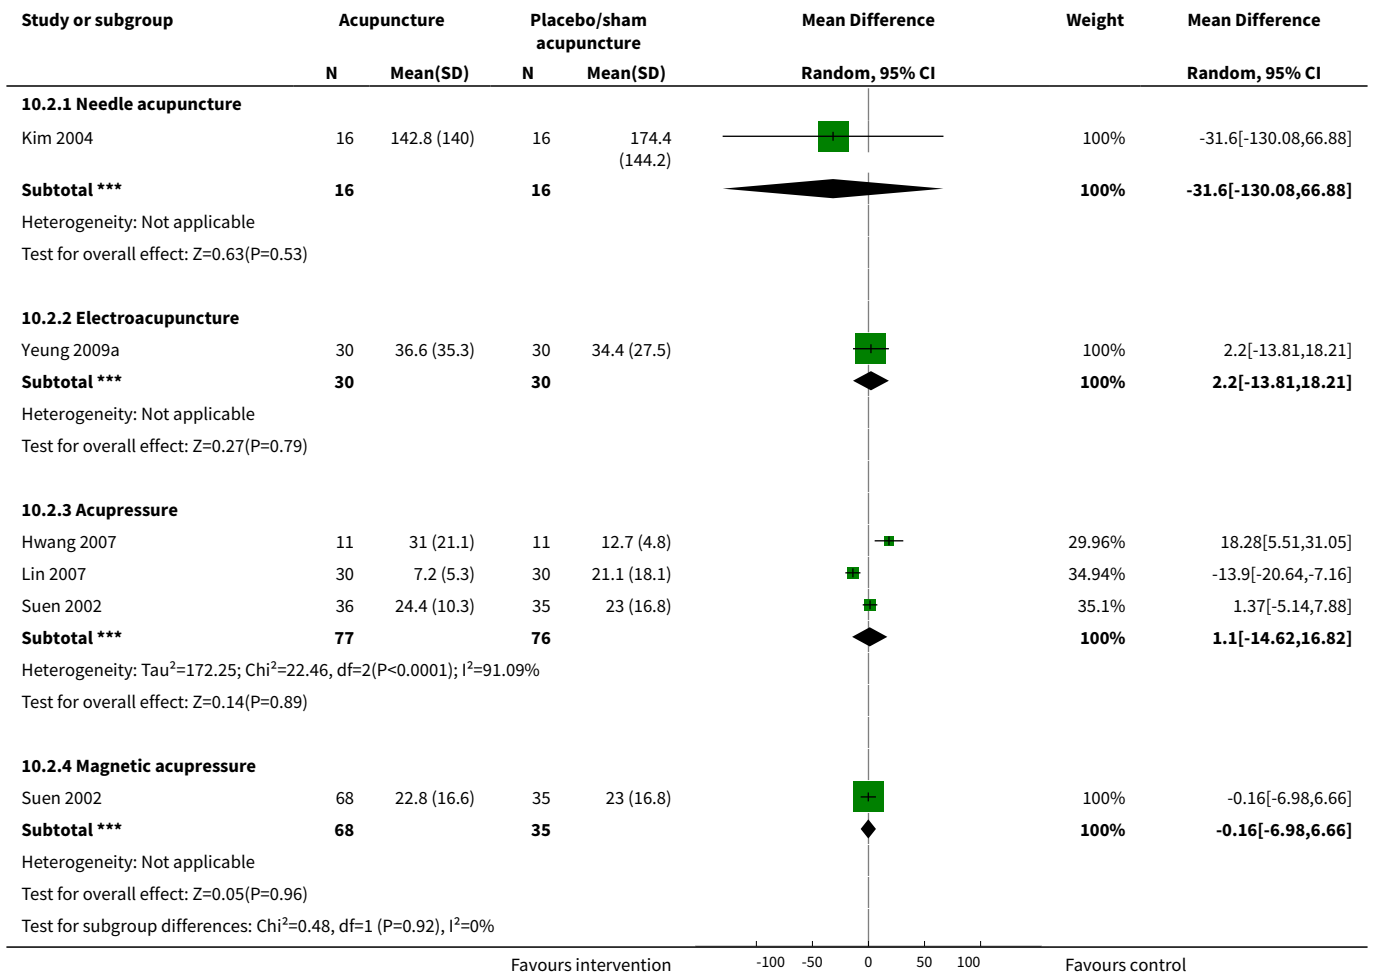 Study or subgroup Acupuncture Placebo/sham acupuncture Mean Difference Weight Mean Difference
N Mean(SD) N Mean(SD) Random, 95% CI Random, 95% CI
10.2.1 Needle acupuncture
Kim 2004 16 142.8 (140) 16 174.4 (144.2) 100% -31.6[-130.08,66.88]
Subtotal *** 16 16 100% -31.6[-130.08,66.88]
Heterogeneity: Not applicable
Test for overall effect: Z=0.63(P=0.53)
10.2.2 Electroacupuncture
Yeung 2009a 30 36.6 (35.3) 30 34.4 (27.5) 100% 2.2[-13.81,18.21]
Subtotal *** 30 30 100% 2.2[-13.81,18.21]
Heterogeneity: Not applicable
Test for overall effect: Z=0.27(P=0.79)
10.2.3 Acupressure
Hwang 2007 11 31 (21.1) 11 12.7 (4.8) 29.96% 18.28[5.51,31.05]
Lin 2007 30 7.2 (5.3) 30 21.1 (18.1) 34.94% -13.9[-20.64,-7.16]
Suen 2002 36 24.4 (10.3) 35 23 (16.8) 35.1% 1.37[-5.14,7.88]
Subtotal *** 77 76 100% 1.1[-14.62,16.82]
Heterogeneity: Tau²=172.25; Chi²=22.46, df=2(P<0.0001); I²=91.09%
Test for overall effect: Z=0.14(P=0.89)
10.2.4 Magnetic acupressure
Suen 2002 68 22.8 (16.6) 35 23 (16.8) 100% -0.16[-6.98,6.66]
Subtotal *** 68 35 100% -0.16[-6.98,6.66]
Heterogeneity: Not applicable
Test for overall effect: Z=0.05(P=0.96)
Test for subgroup differences: Chi²=0.48, df=1 (P=0.92), I²=0%
Favours intervention -100 -50 0 50 100 Favours control